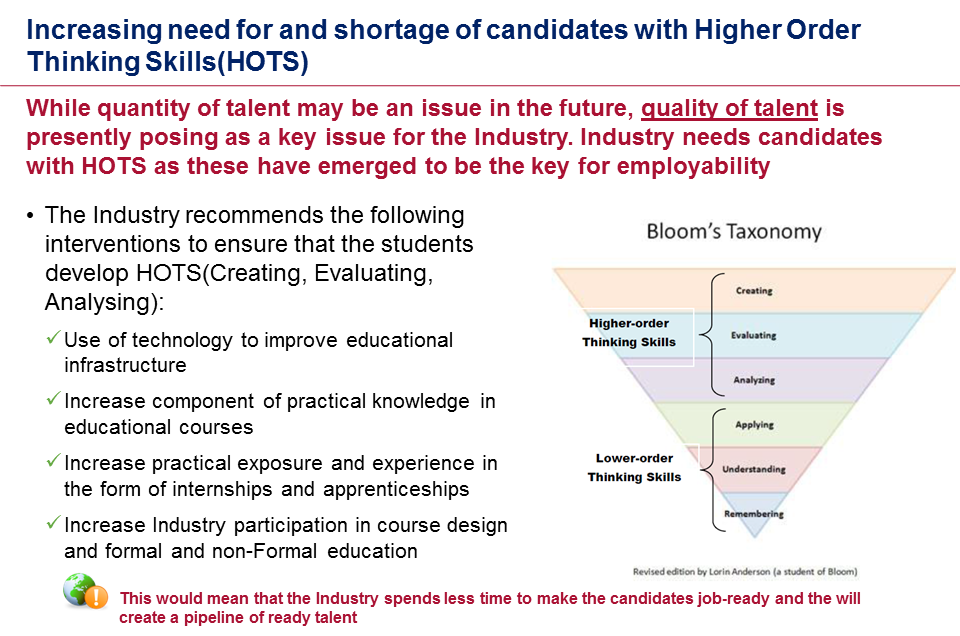 Increasing need for and shortage of candidates with Higher Order
Thinking Skills(HOTS)
While quantity of talent may be an issue in the future, quality of talent is
presently posing as a key issue for the Industry. Industry needs candidates
with HOTS as these have emerged to be the key for employability
• The Industry recommends the following
interventions to ensure that the students
develop HOTS(Creating, Evaluating,
Analysing):
✓Use of technology to improve educational
infrastructure
✓Increase component of practical knowledge in
educational courses
✓Increase practical exposure and experience in
the form of internships and apprenticeships
✓Increase Industry participation in course design
and formal and non-Formal education
Bloom's Taxonomy
Creating
Higher-order
Thinking Skills
Evaluating
Analyzing
Applying
Lower-order
Thinking Skills
Understanding
Remembering
Revised edition by Lorin Anderson (a student of Bloom)
This would mean that the Industry spends less time to make the candidates job-ready and the will
create a pipeline of ready talent